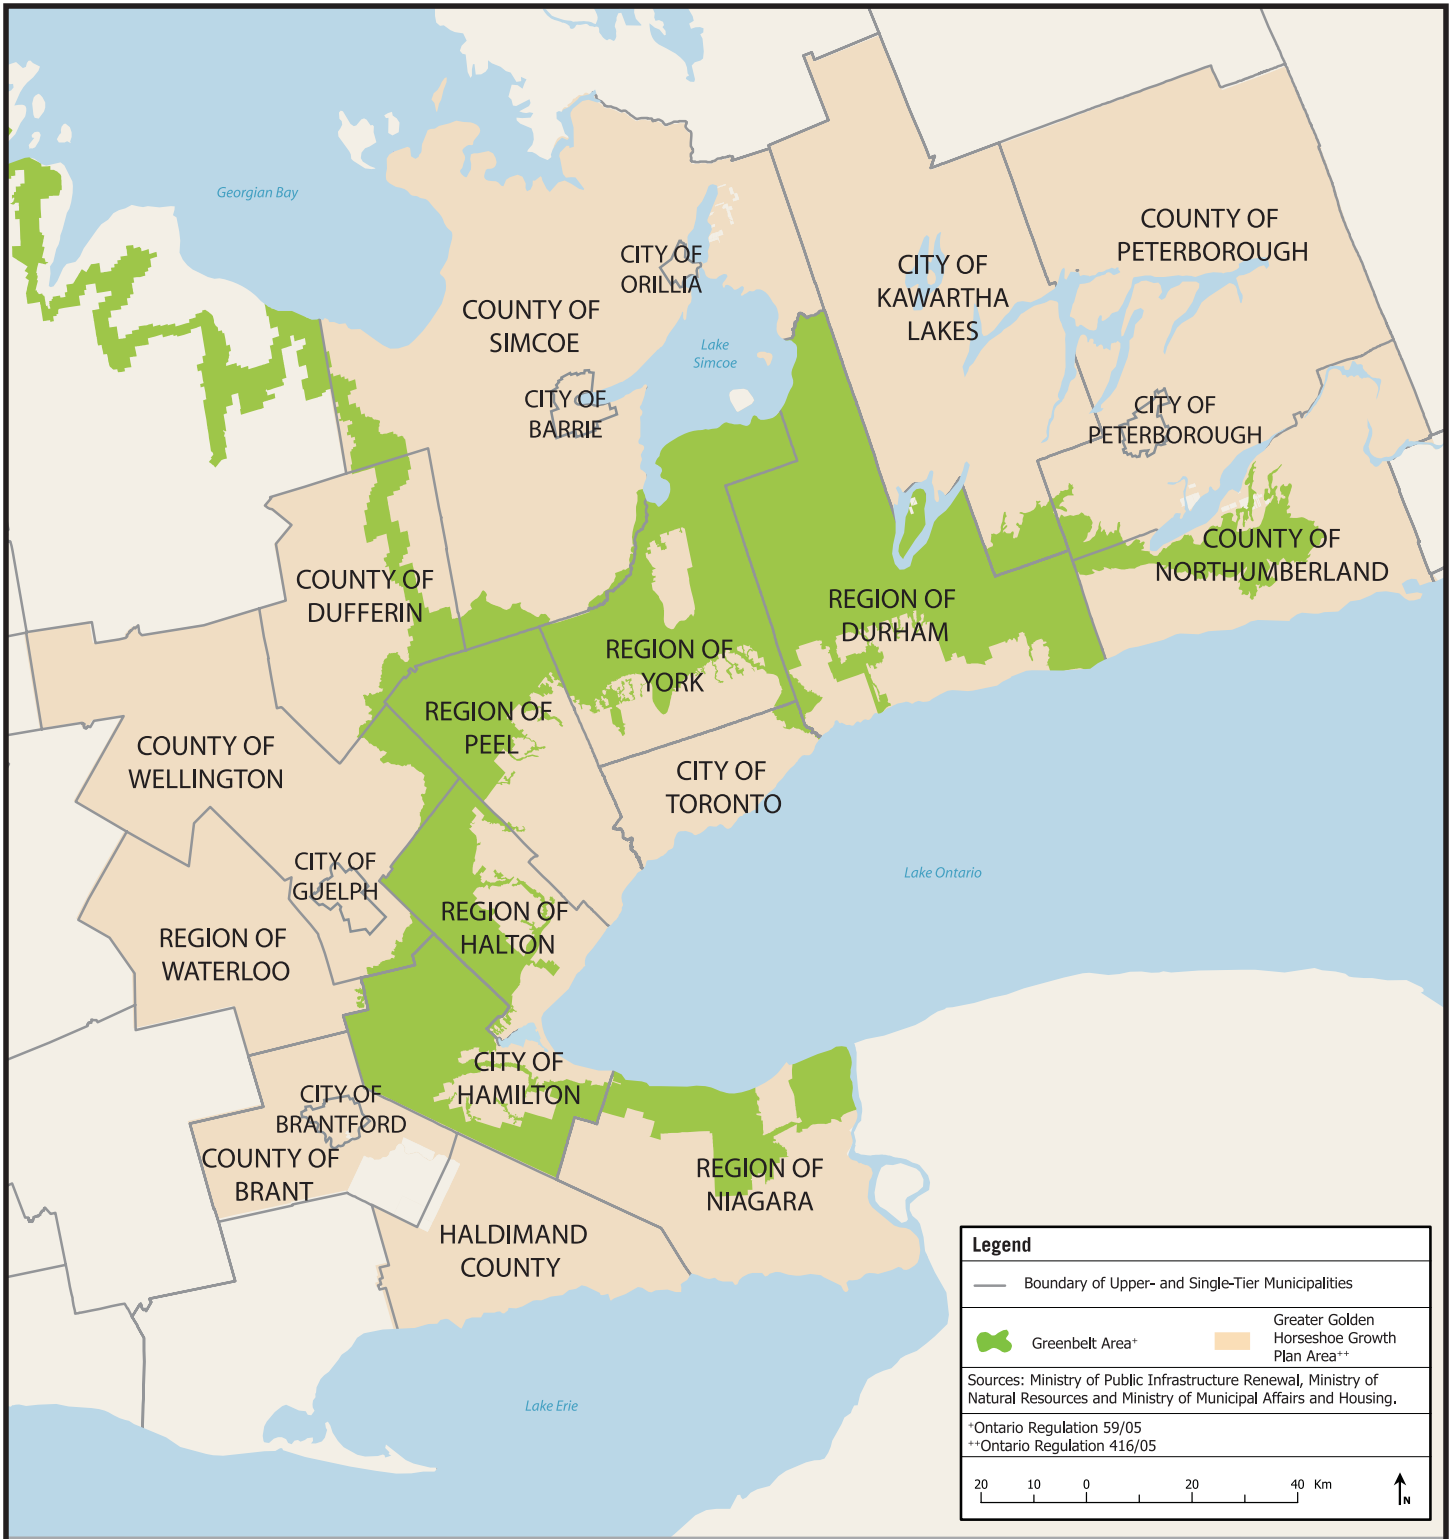 Georgian Bay
CITY OF
ORILLIA
COUNTY OF
SIMCOE
Lake
Simcoe
CITY OF
BARRIE
CITY OF
KAWARTHA
LAKES
COUNTY OF
PETERBOROUGH
CITY OF
PETERBOROUGH
COUNTY OF
NORTHUMBERLAND
COUNTY OF
DUFFERIN
REGION OF
DURHAM
REGION OF
YORK
REGION OF
PEEL
COUNTY OF
WELLINGTON
CITY OF
TORONTO
CITY OF
GUELPH
Lake Ontario
REGION OF
HALTON
REGION OF
WATERLOO
CITY OF
HAMILTON
CITY OF
BRANTFORD
COUNTY OF
BRANT
REGION OF
NIAGARA
HALDIMAND
COUNTY
Lake Erie
Legend
Boundary of Upper- and Single-Tier Municipalities
Greenbelt Area+
Greater Golden
Horseshoe Growth
Plan Area++
Sources: Ministry of Public Infrastructure Renewal, Ministry of
Natural Resources and Ministry of Municipal Affairs and Housing.
+Ontario Regulation 59/05
++Ontario Regulation 416/05
20 10 0 20 40 Km
N